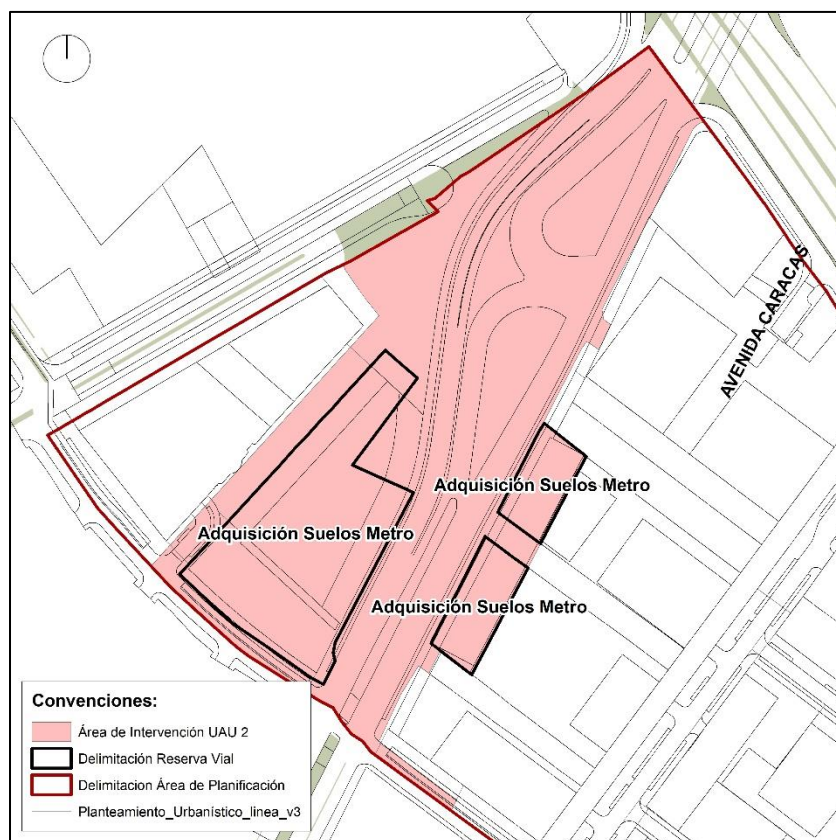 AVENIDA CARACAS
Adquisición Suelos Metro
Adquisición Suelos Metro
Adquisición Suelos Metro
Convenciones:
Área de Intervención UAU 2
Delimitación Reserva Vial
Delimitacion Área de Planificación
Planteamiento_Urbanístico_linea_v3